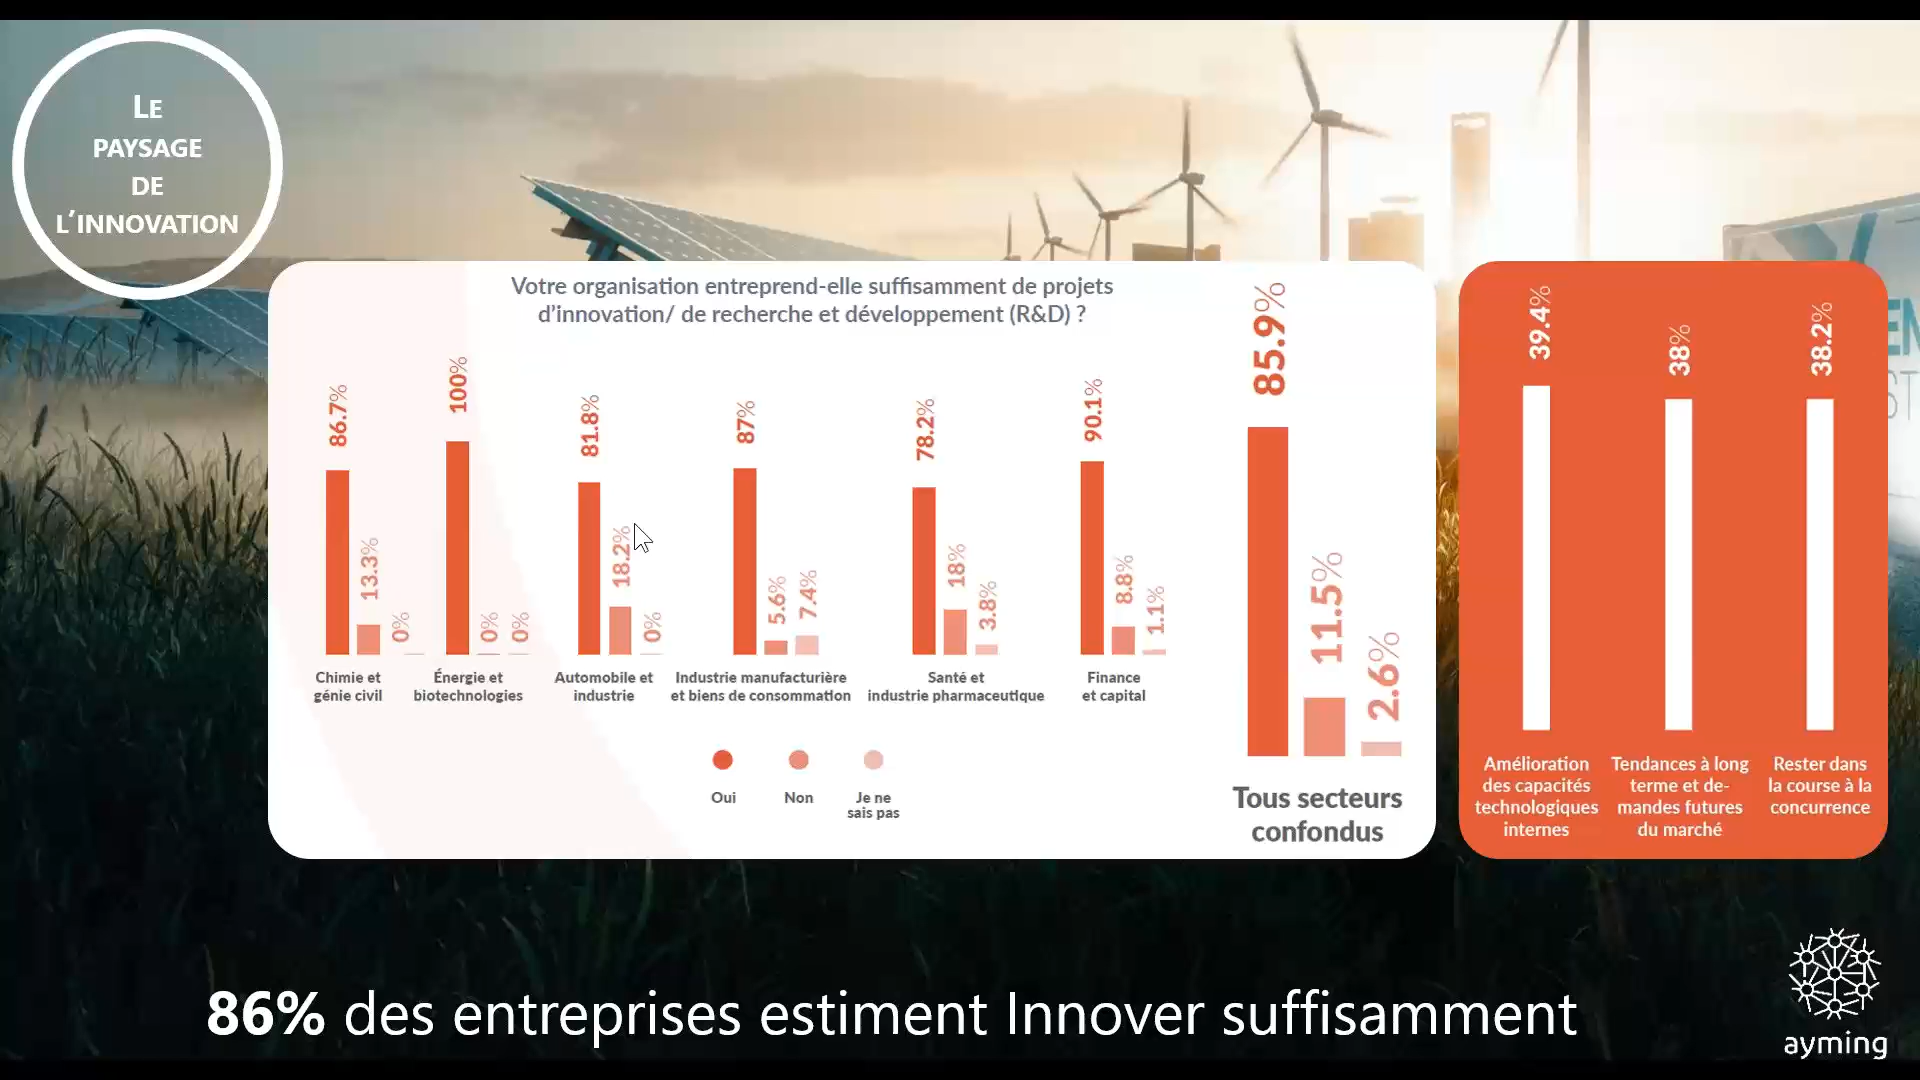 LE
PAYSAGE
DE
L’INNOVATION
Votre organisation entreprend-elle suffisamment de projets
d’innovation/ de recherche et développement (R&D) ?
86.7%
13.3%
0%
Chimie et
génie civil
100%
0%
0%
Énergie et
biotechnologies
81.8%
18.2%
0%
Automobile et
industrie
87%
5.6%
7.4%
Industrie manufacturière
et biens de consommation
78.2%
18%
3.8%
Santé et
industrie pharmaceutique
90.1%
8.8%
1.1%
Finance
et capital
Oui
Non
Je ne
sais pas
85.9%
11.5%
2.6%
Tous secteurs
confondus
39.4%
Amélioration
des capacités
technologiques
internes
38%
Tendances à long
terme et de-
mandes futures
du marché
38.2%
Rester dans
la course à la
concurrence
86% des entreprises estiment Innover suffisamment
ayming